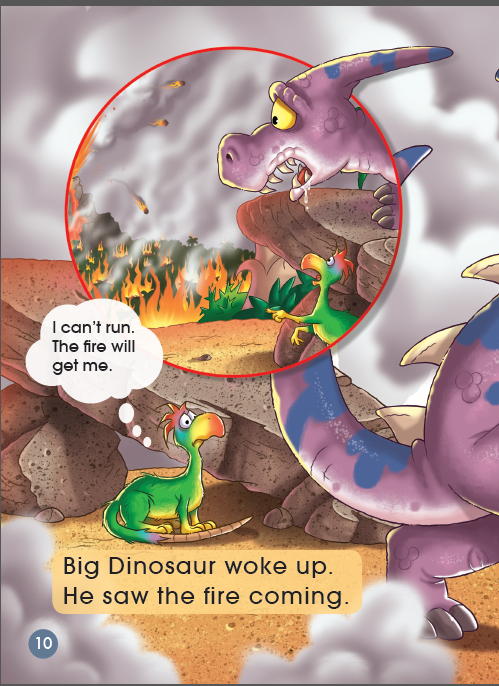 I can't run.
The fire will
get me.
Big Dinosaur woke up.
He saw the fire coming.
10